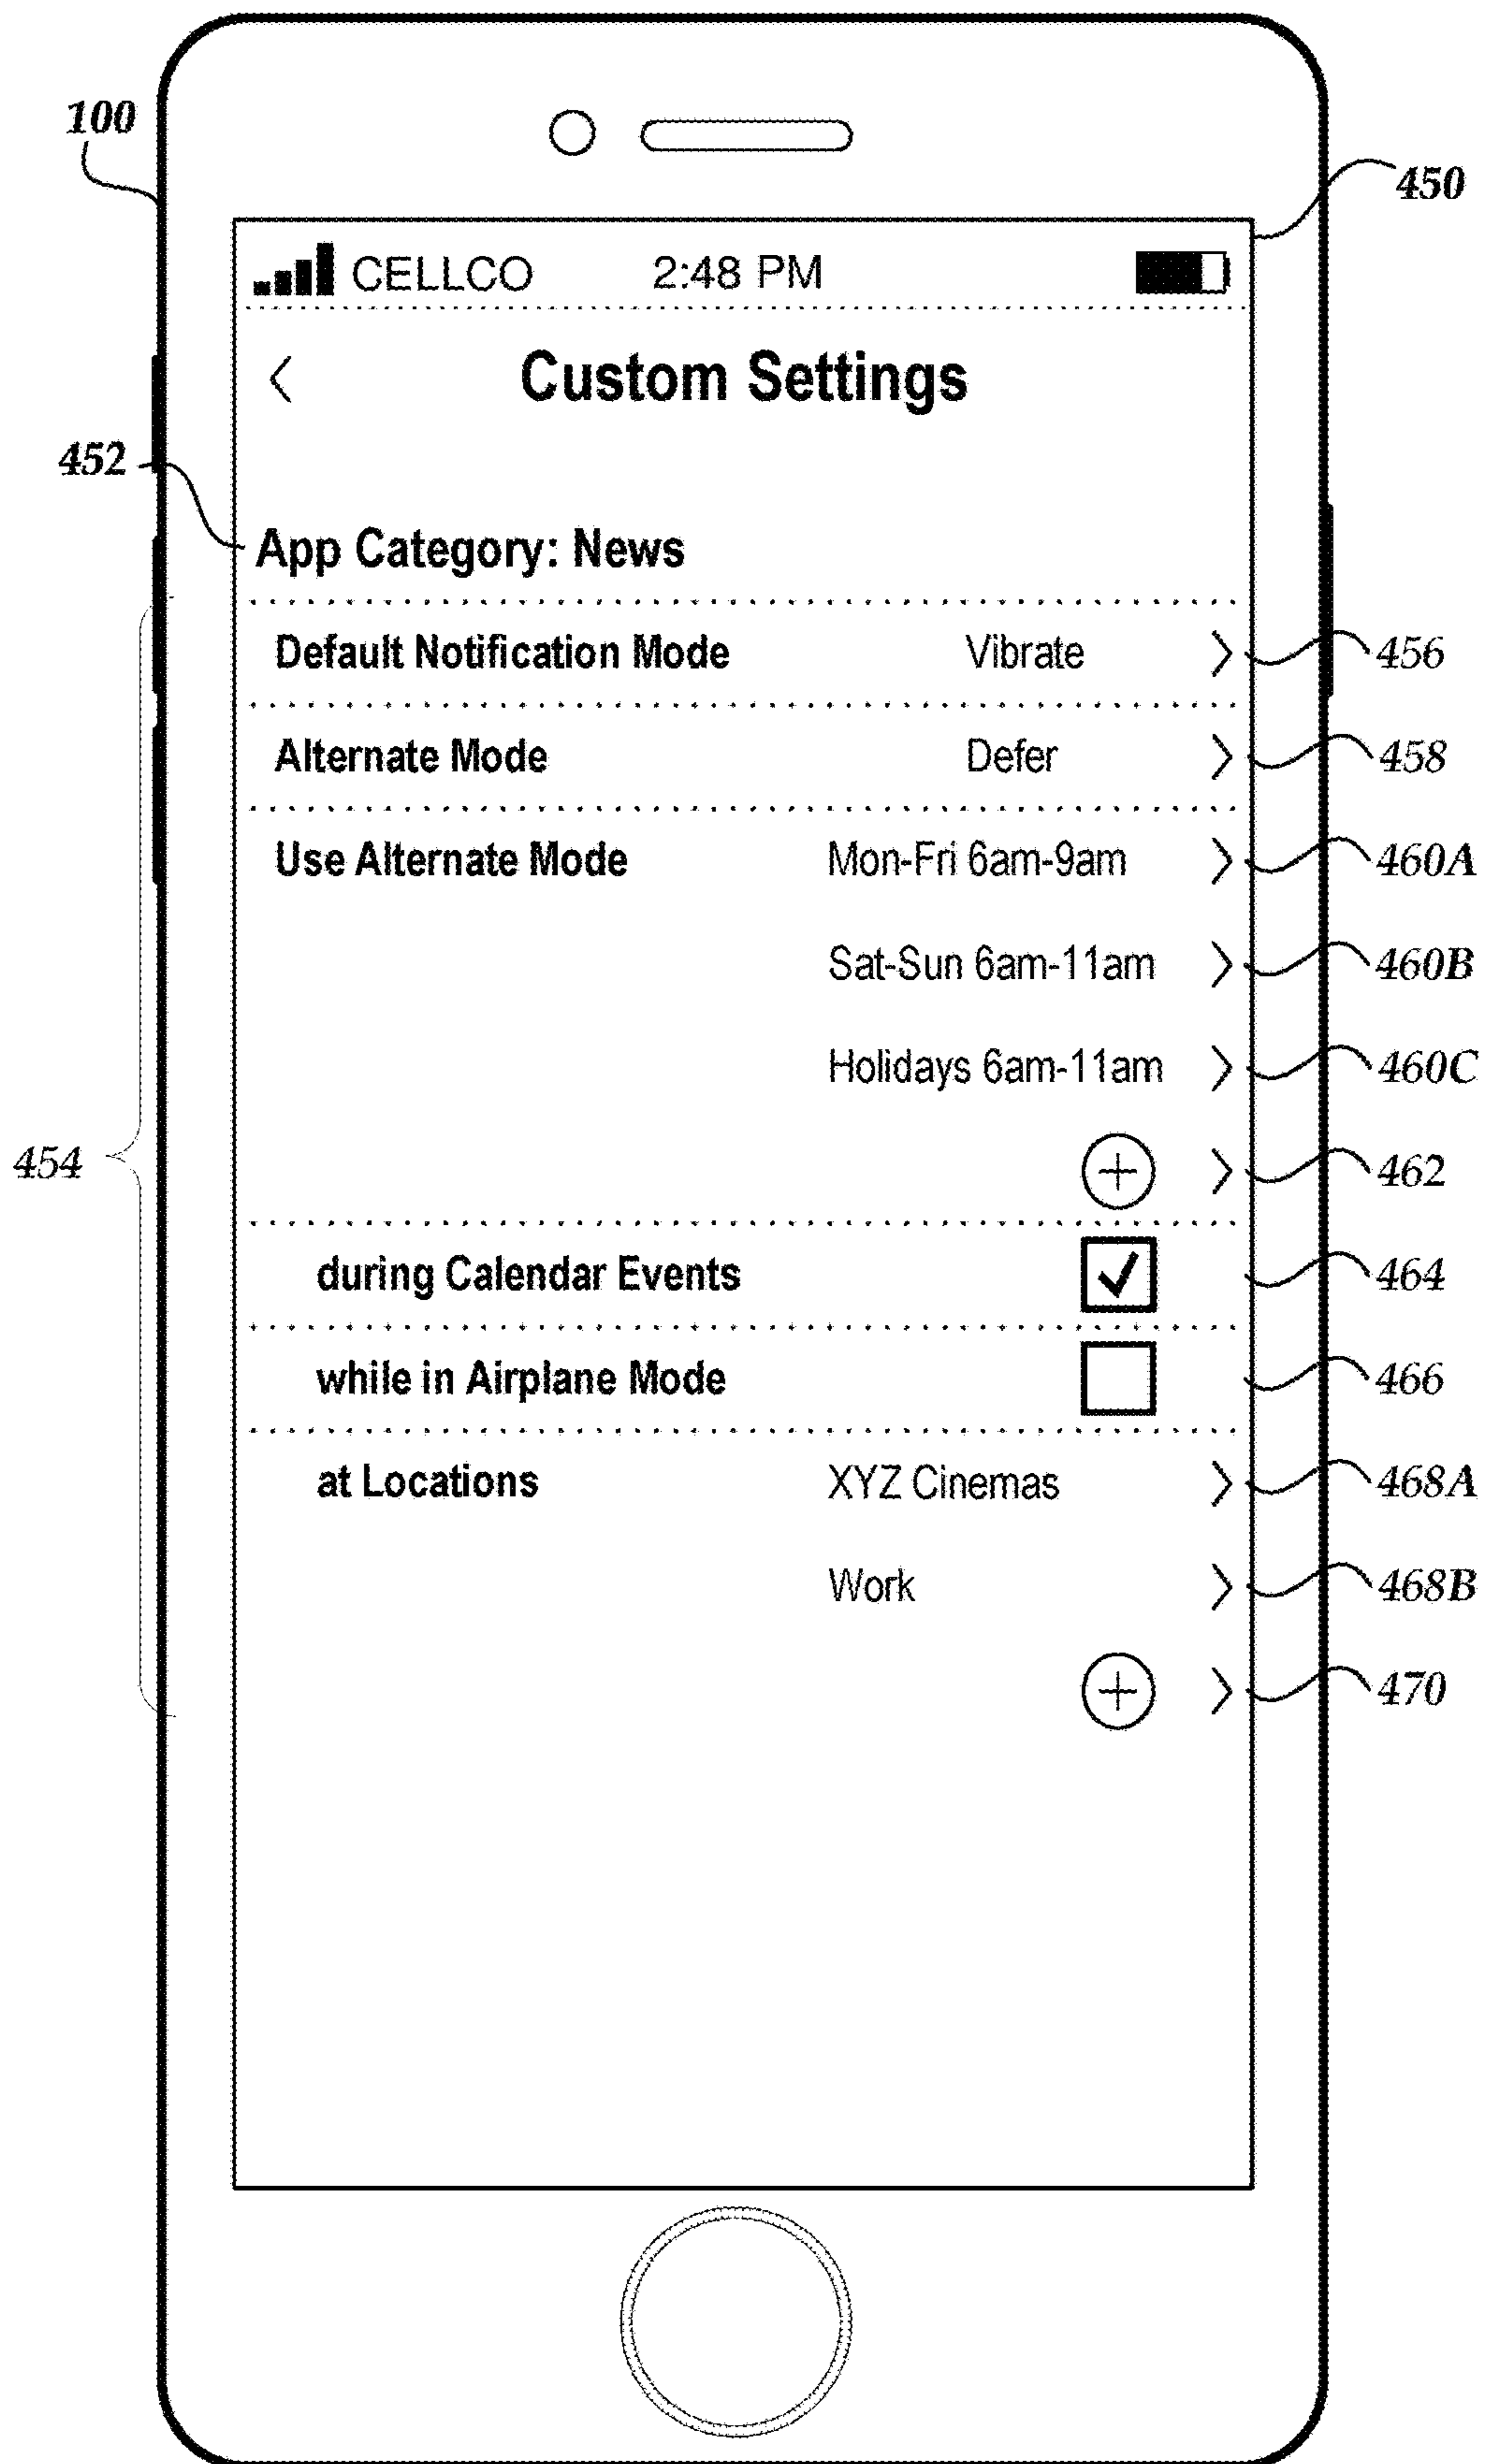 100
450
CELLCO 2:48 PM
< Custom Settings
452
App Category: News
Default Notification Mode Vibrate > 456
Alternate Mode Defer > 458
Use Alternate Mode Mon-Fri 6am-9am > 460A
Sat-Sun 6am-11am > 460B
Holidays 6am-11am > 460C
454
+ > 462
during Calendar Events ✓ 464
while in Airplane Mode 466
at Locations XYZ Cinemas > 468A
Work > 468B
+ > 470